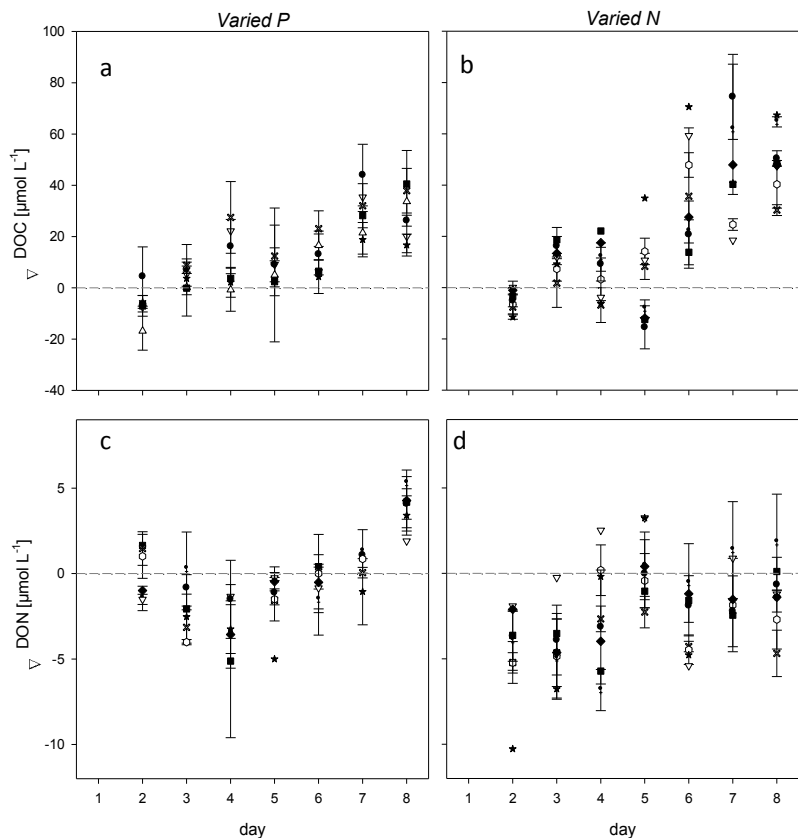 Varied P
Varied N
a
b
100
80
60
40
20
0
-20
-40
▽ DOC [µmol L⁻¹]
c
d
5
0
-5
-10
▽ DON [µmol L⁻¹]
1 2 3 4 5 6 7 8
1 2 3 4 5 6 7 8
day
day